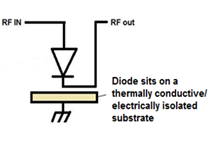 RF IN
RF out
Diode sits on a
thermally conductive/
electrically isolated
substrate